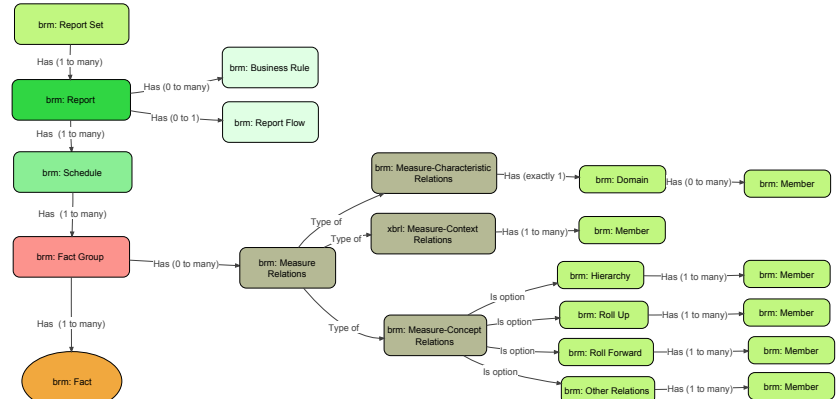 brm: Report Set
Has (1 to many)
brm: Report
Has (0 to many)
brm: Business Rule
Has (0 to 1)
brm: Report Flow
Has (1 to many)
brm: Schedule
Has (1 to many)
brm: Fact Group
Has (0 to many)
brm: Measure
Relations
Has (1 to many)
brm: Fact
Type of
brm: Measure-Characteristic
Relations
Has (exactly 1)
brm: Domain
Has (0 to many)
brm: Member
Type of
xbrl: Measure-Context
Relations
Has (1 to many)
brm: Member
Type of
brm: Measure-Concept
Relations
Is option
brm: Hierarchy
Has (1 to many)
brm: Member
Is option
brm: Roll Up
Has (1 to many)
brm: Member
Is option
brm: Roll Forward
Has (1 to many)
brm: Member
Is option
brm: Other Relations
Has (1 to many)
brm: Member